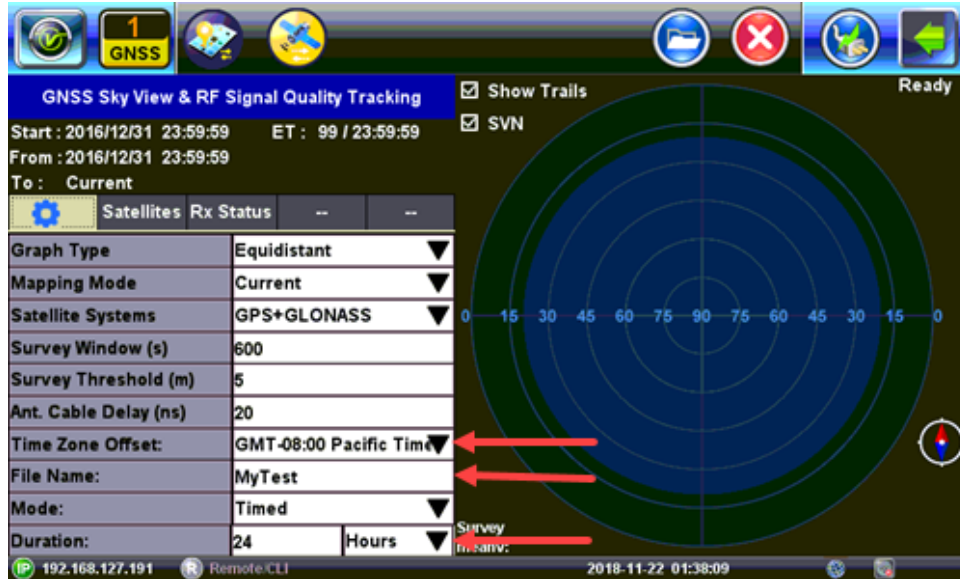 1
GNSS
GNSS Sky View & RF Signal Quality Tracking
Start : 2016/12/31 23:59:59 ET : 99 / 23:59:59
From : 2016/12/31 23:59:59
To : Current
Satellites Rx Status -- --
Graph Type Equidistant
Mapping Mode Current
Satellite Systems GPS+GLONASS
Survey Window (s) 600
Survey Threshold (m) 5
Ant. Cable Delay (ns) 20
Time Zone Offset: GMT-08:00 Pacific Time
File Name: MyTest
Mode: Timed
Duration: 24 Hours
Show Trails
SVN
Ready
0 15 30 45 60 75 90 75 60 45 30 15 0
Survey
IP 192.168.127.191 R Remote/CLI 2018-11-22 01:38:09